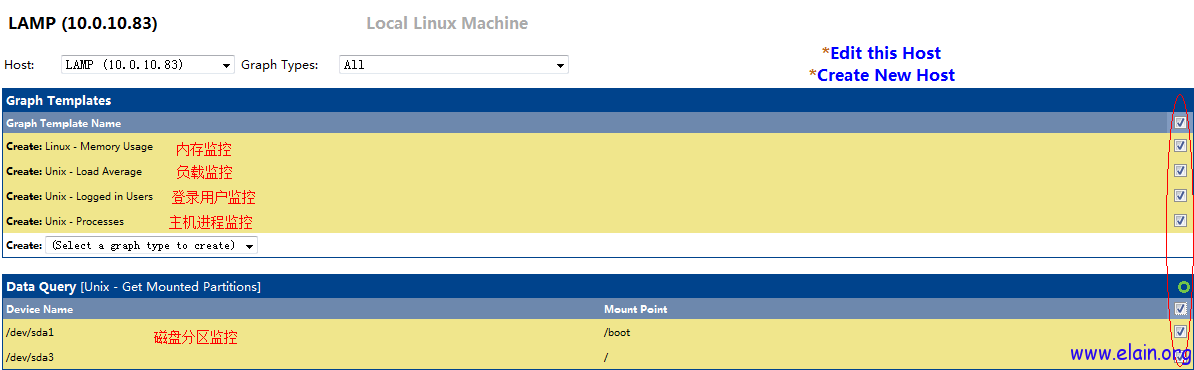 LAMP (10.0.10.83) Local Linux Machine
Host: LAMP (10.0.10.83) Graph Types: All
*Edit this Host
*Create New Host
Graph Templates
Graph Template Name
Create: Linux - Memory Usage 内存监控
Create: Unix - Load Average 负载监控
Create: Unix - Logged in Users 登录用户监控
Create: Unix - Processes 主机进程监控
Create: (Select a graph type to create)
Data Query [Unix - Get Mounted Partitions]
Device Name Mount Point
/dev/sda1 磁盘分区监控 /boot
/dev/sda3 /
www.elain.org